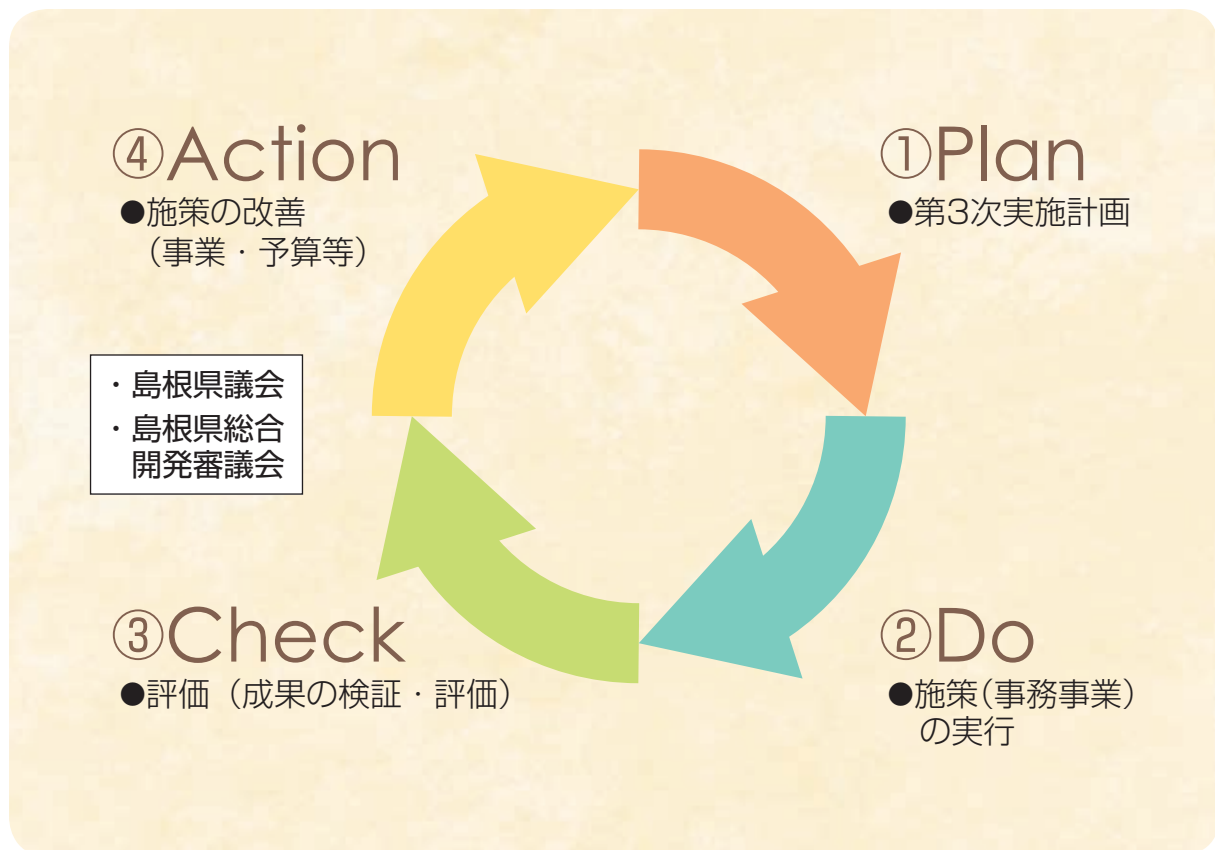 ④Action
●施策の改善
（事業・予算等）
①Plan
●第3次実施計画
・島根県議会
・島根県総合
開発審議会
③Check
●評価（成果の検証・評価）
②Do
●施策（事務事業）
の実行